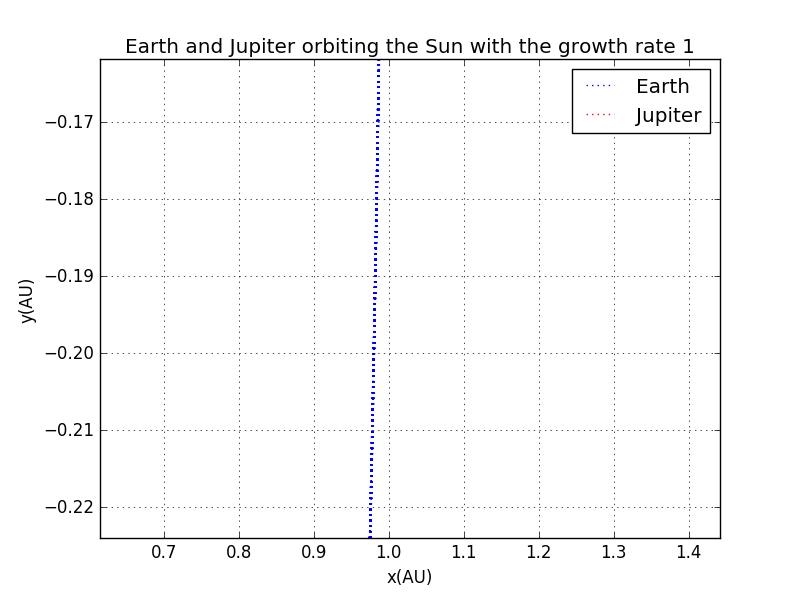 Earth and Jupiter orbiting the Sun with the growth rate 1
Earth
Jupiter
−0.17
−0.18
−0.19
−0.20
−0.21
−0.22
y(AU)
0.7 0.8 0.9 1.0 1.1 1.2 1.3 1.4
x(AU)